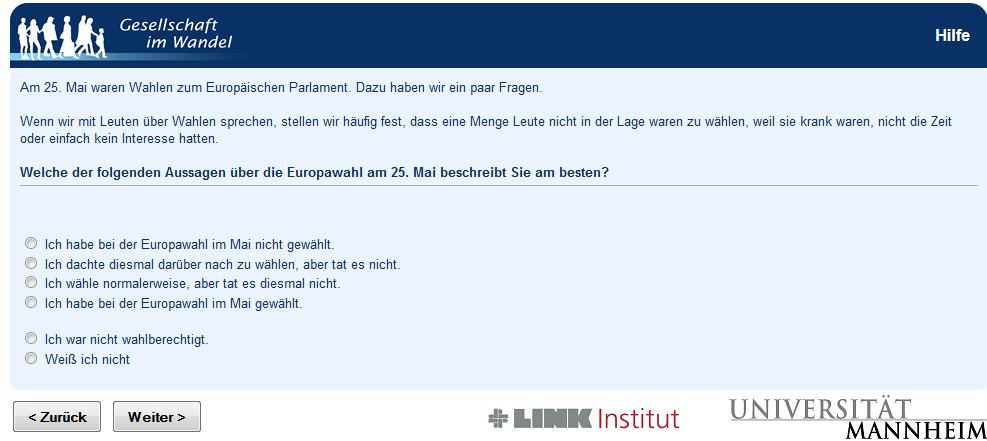 Gesellschaft
im Wandel
Hilfe
Am 25. Mai waren Wahlen zum Europäischen Parlament. Dazu haben wir ein paar Fragen.
Wenn wir mit Leuten über Wahlen sprechen, stellen wir häufig fest, dass eine Menge Leute nicht in der Lage waren zu wählen, weil sie krank waren, nicht die Zeit
oder einfach kein Interesse hatten.
Welche der folgenden Aussagen über die Europawahl am 25. Mai beschreibt Sie am besten?
Ich habe bei der Europawahl im Mai nicht gewählt.
Ich dachte diesmal darüber nach zu wählen, aber tat es nicht.
Ich wähle normalerweise, aber tat es diesmal nicht.
Ich habe bei der Europawahl im Mai gewählt.
Ich war nicht wahlberechtigt.
Weiß ich nicht
< Zurück
Weiter >
LINK Institut
UNIVERSITÄT
MANNHEIM